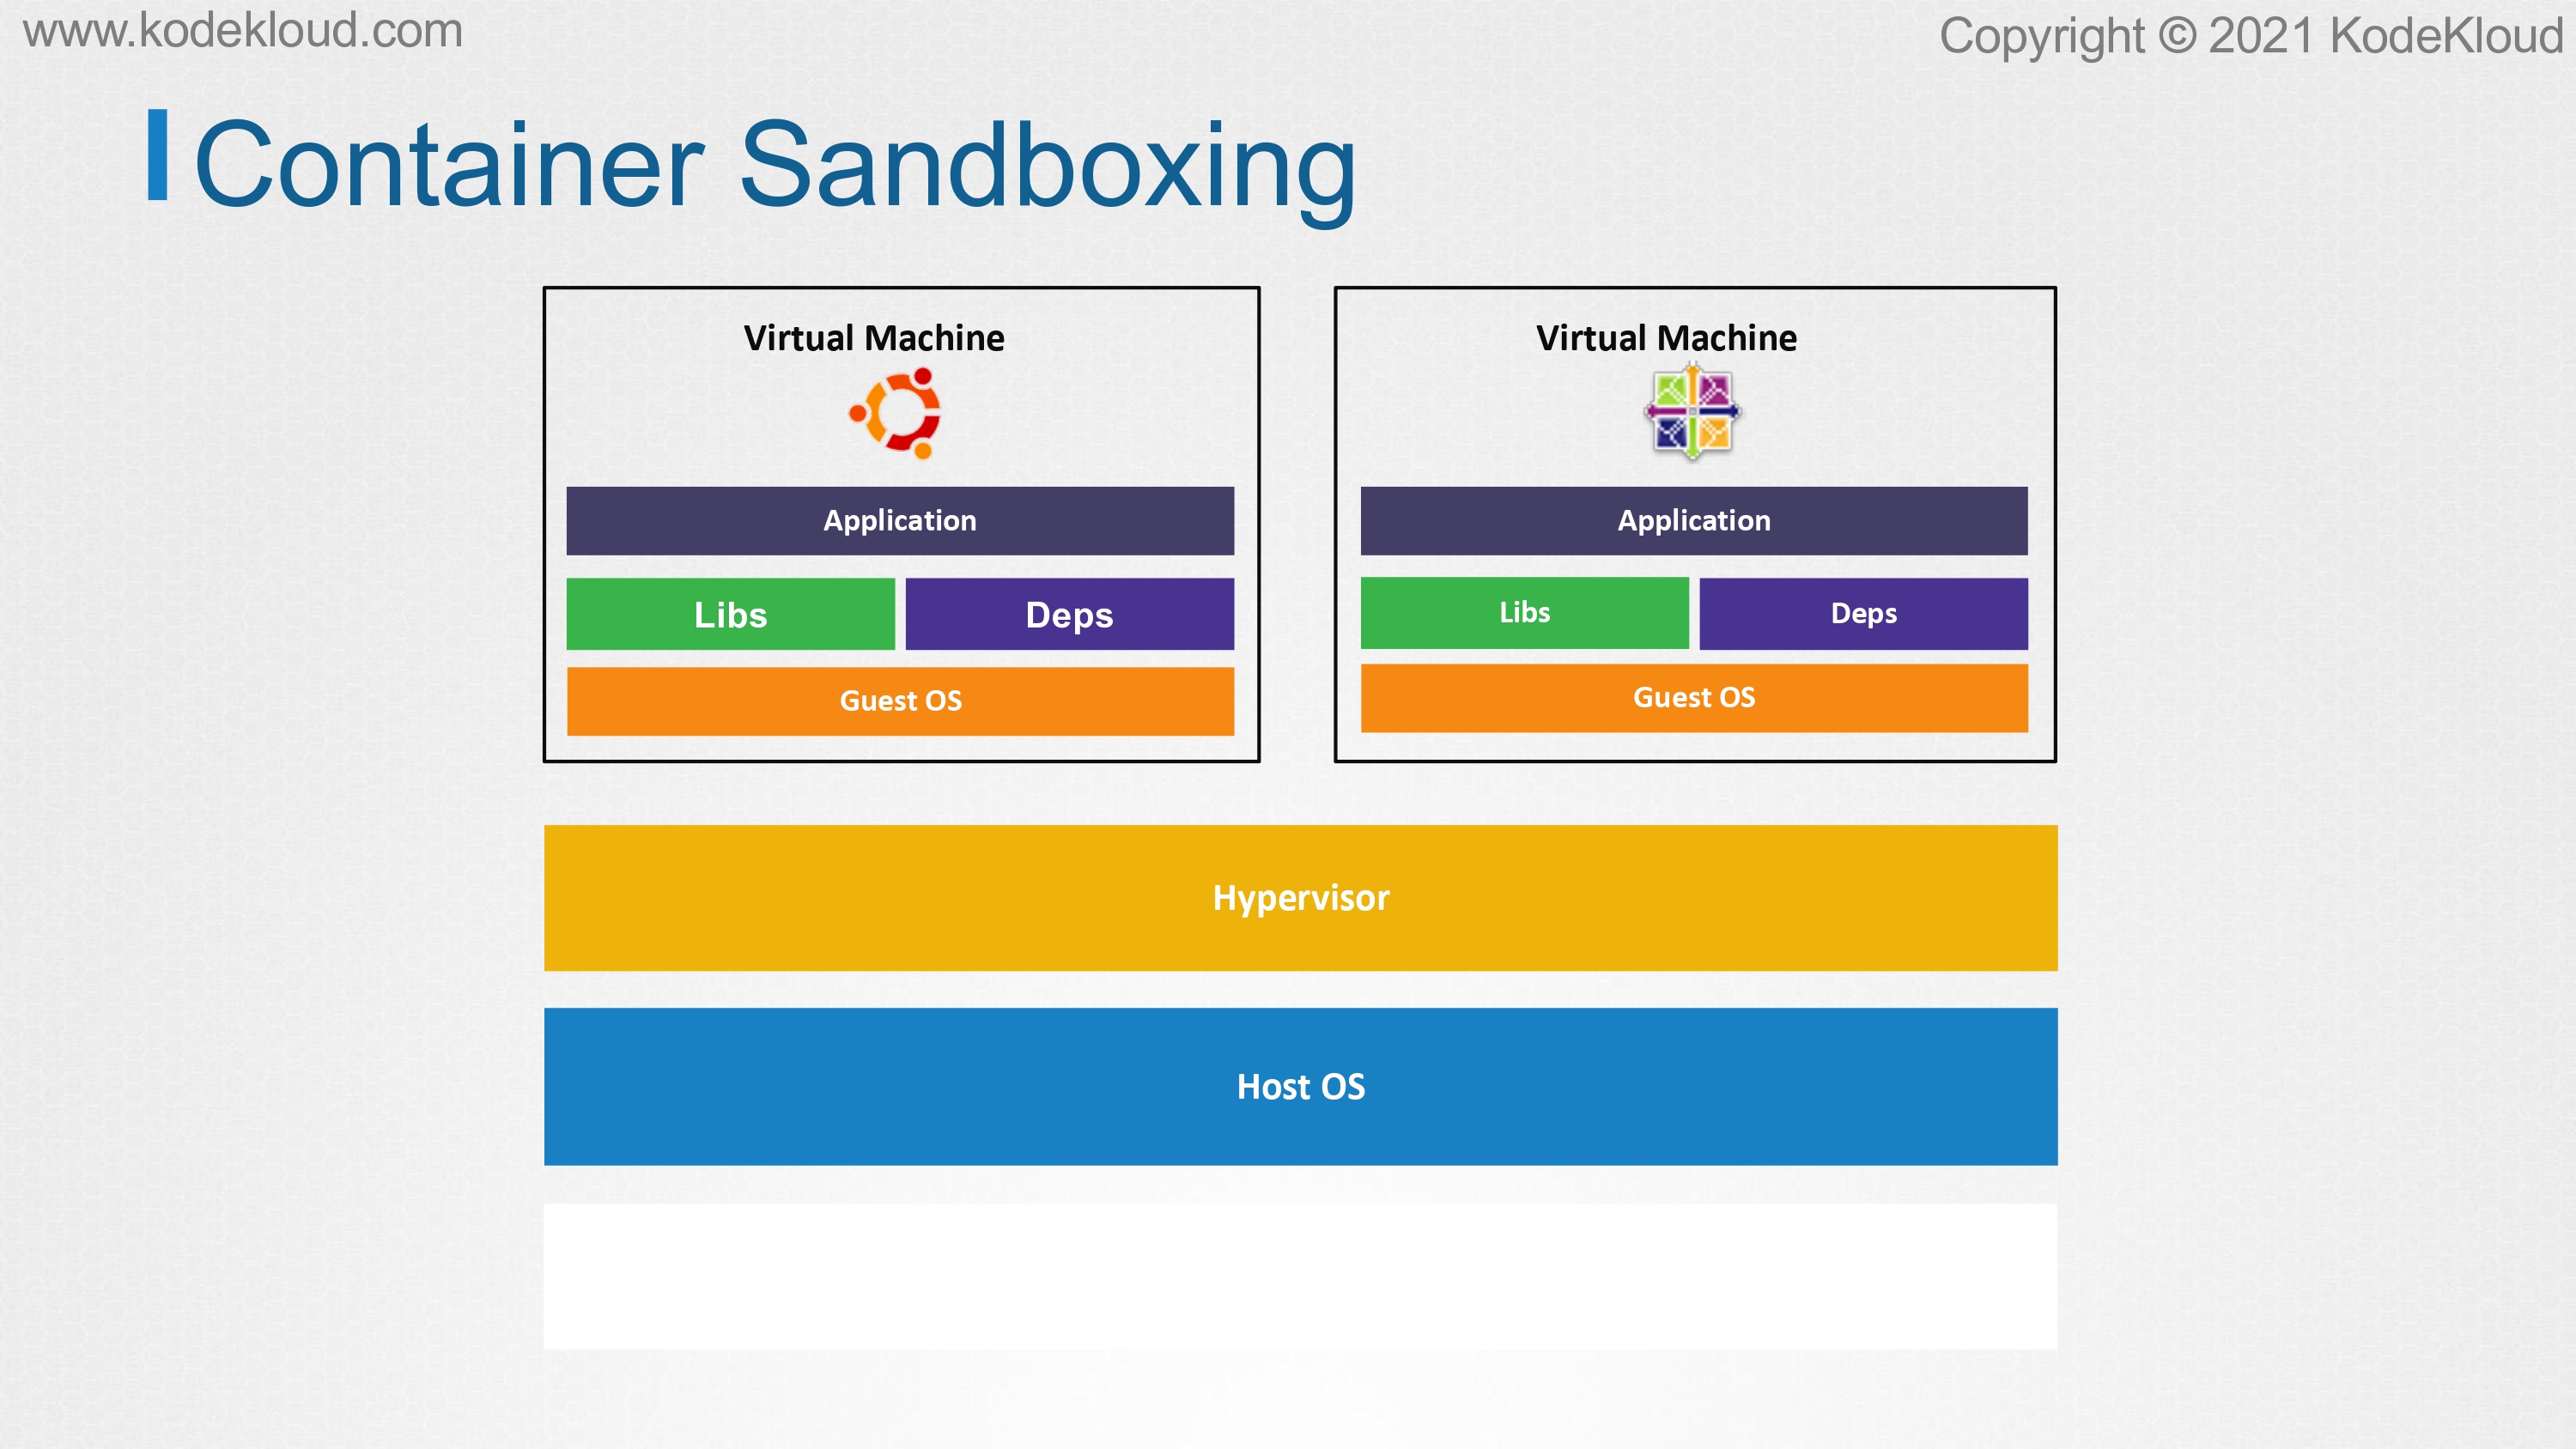 www.kodekloud.com
Copyright © 2021 KodeKloud
Container Sandboxing
Virtual Machine
Virtual Machine
Application
Application
Libs
Deps
Libs
Deps
Guest OS
Guest OS
Hypervisor
Host OS